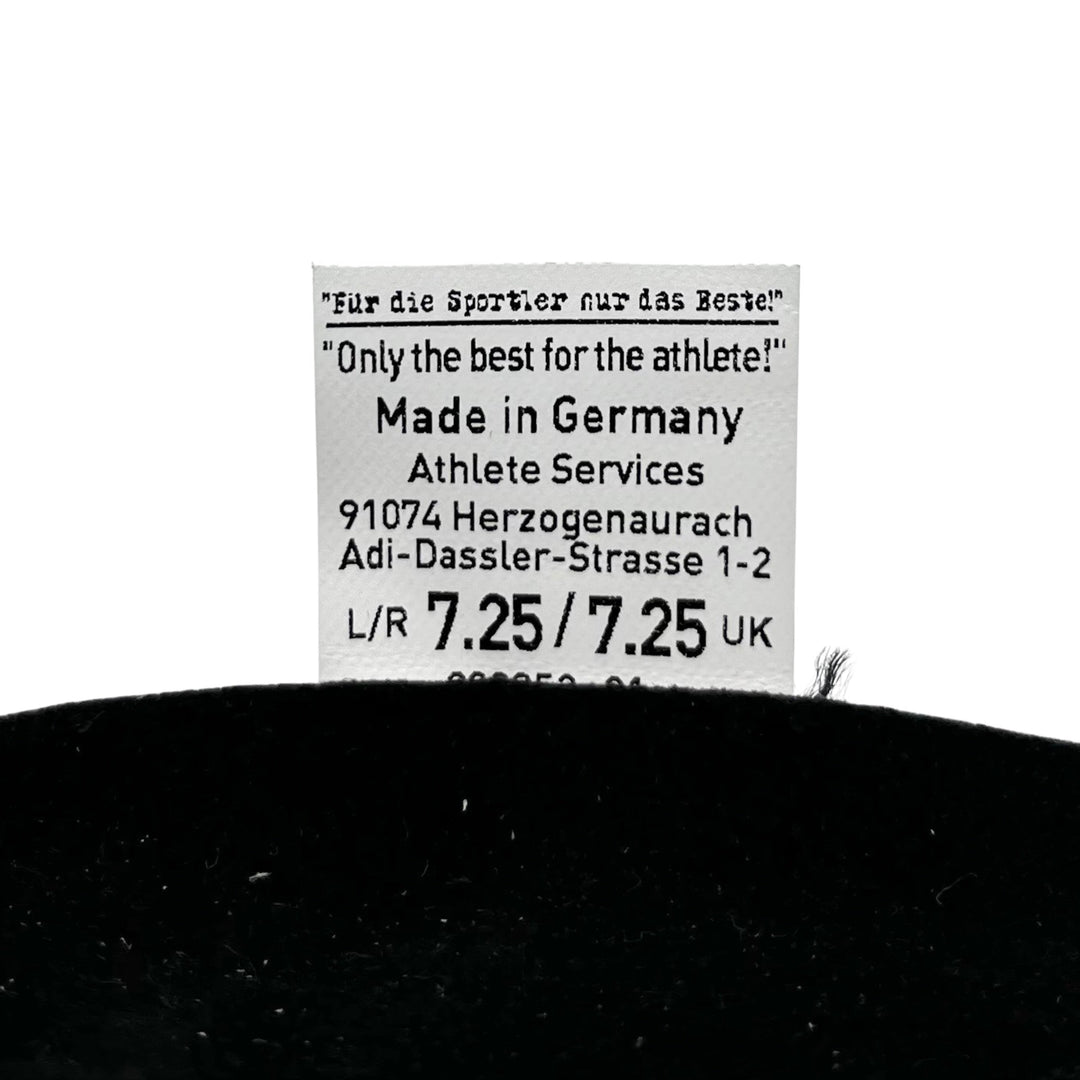 "Für die Sportler nur das Beste!"
"Only the best for the athlete!"
Made in Germany
Athlete Services
91074 Herzogenaurach
Adi-Dassler-Strasse 1-2
L/R 7.25/7.25 UK